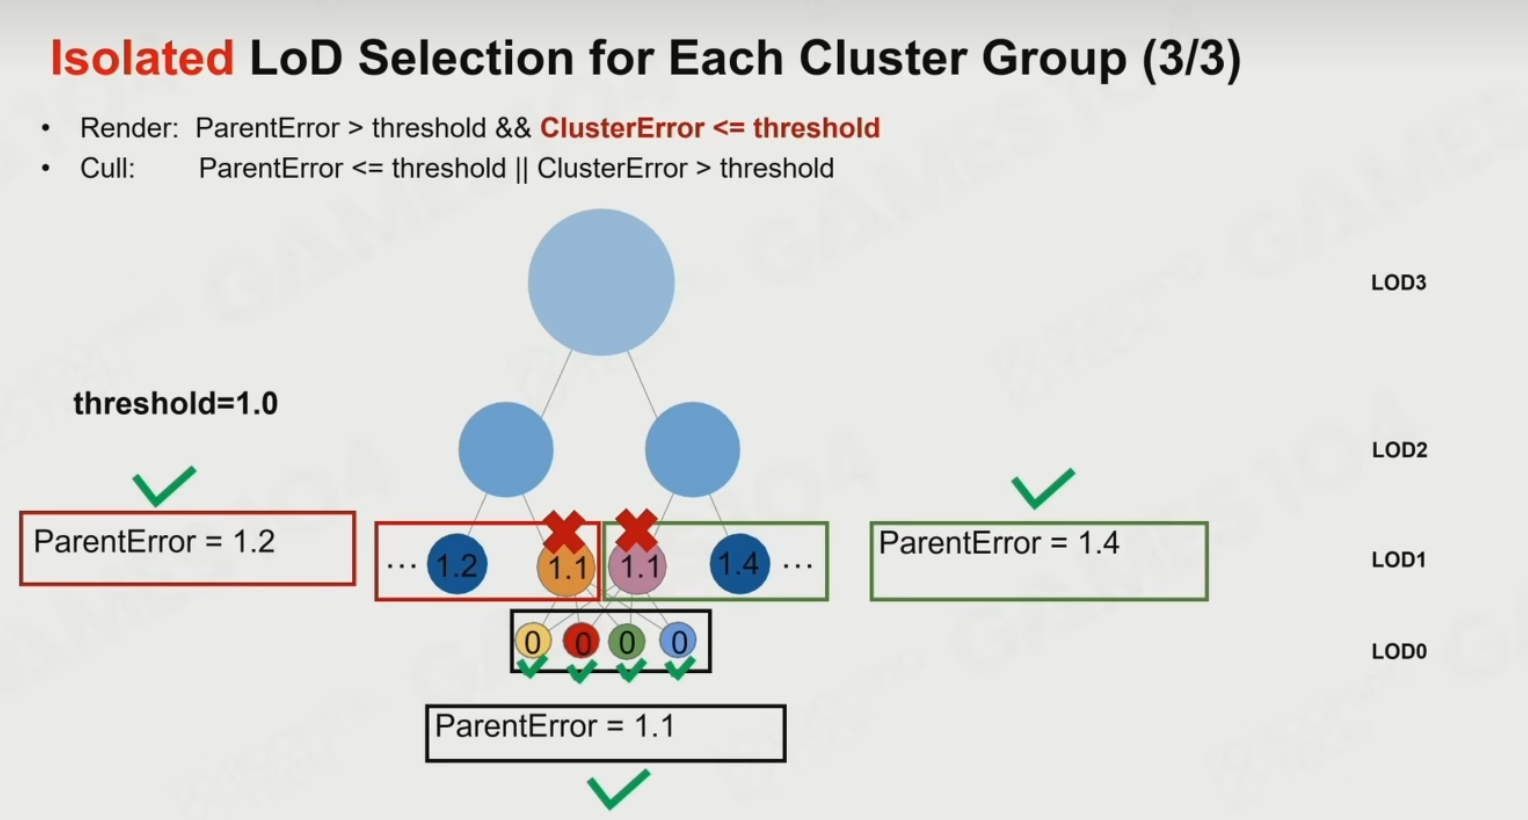 Isolated LoD Selection for Each Cluster Group (3/3)
• Render: ParentError > threshold && ClusterError <= threshold
• Cull: ParentError <= threshold || ClusterError > threshold
LOD3
threshold=1.0
LOD2
ParentError = 1.2
... 1.2 1.1 1.1 1.4 ...
ParentError = 1.4
LOD1
0 0 0 0
LOD0
ParentError = 1.1
GAMES104